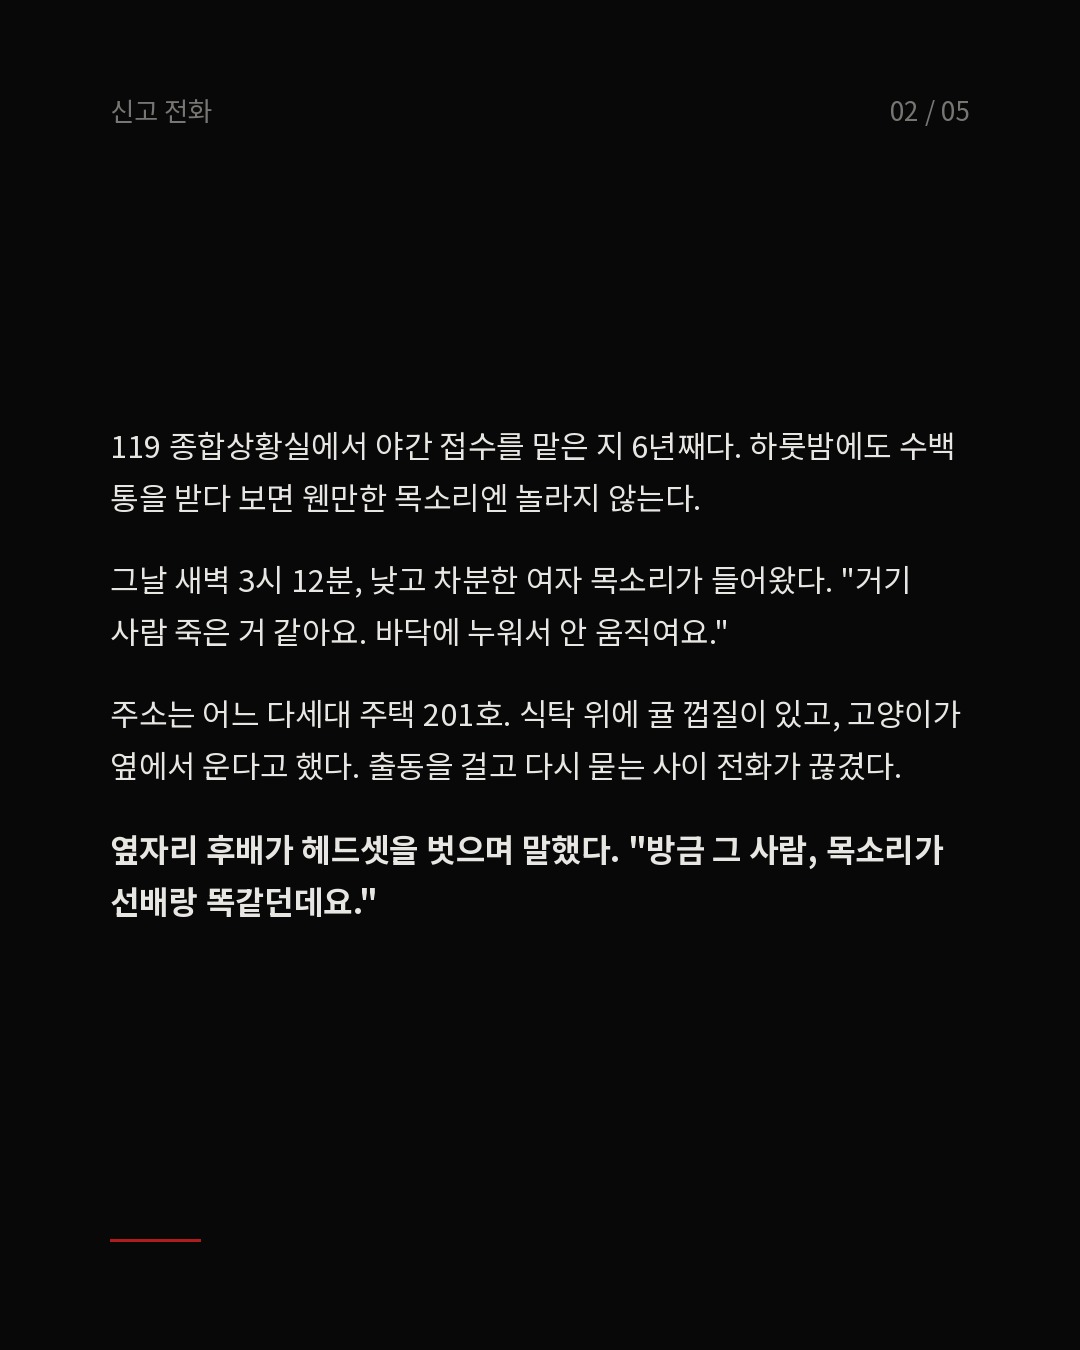 신고 전화
02 / 05
119 종합상황실에서 야간 접수를 맡은 지 6년째다. 하룻밤에도 수백
통을 받다 보면 웬만한 목소리엔 놀라지 않는다.
그날 새벽 3시 12분, 낮고 차분한 여자 목소리가 들어왔다. "거기
사람 죽은 거 같아요. 바닥에 누워서 안 움직여요."
주소는 어느 다세대 주택 201호. 식탁 위에 귤 껍질이 있고, 고양이가
옆에서 운다고 했다. 출동을 걸고 다시 묻는 사이 전화가 끊겼다.
옆자리 후배가 헤드셋을 벗으며 말했다. "방금 그 사람, 목소리가
선배랑 똑같던데요."